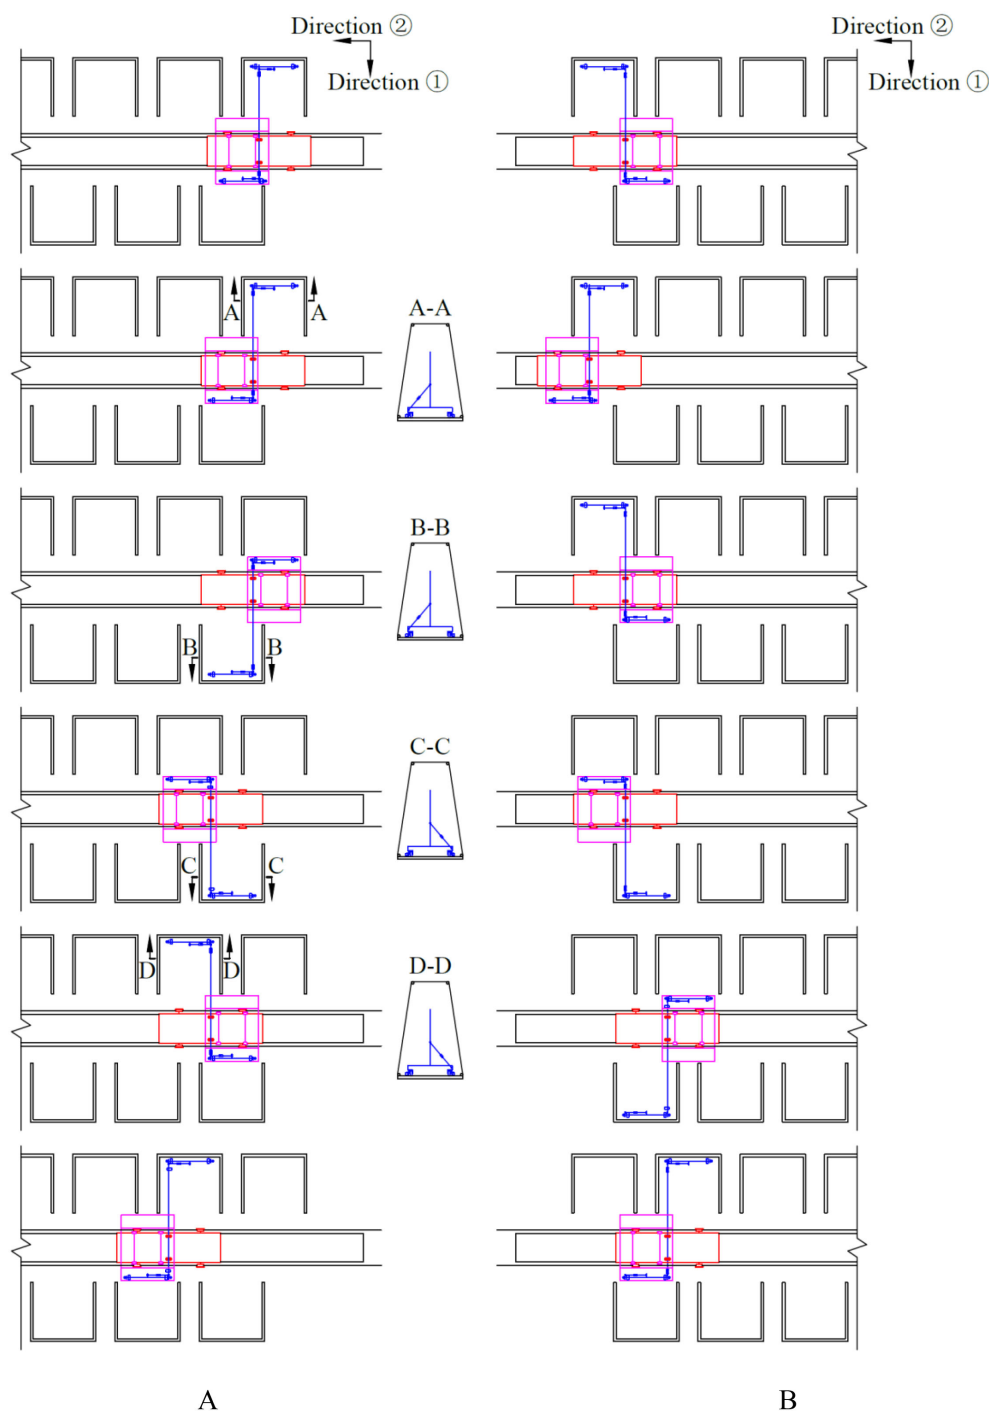 Direction ②
Direction ①
Direction ②
Direction ①
A A
A-A
B-B
B B
C-C
C C
D D
D-D
A
B